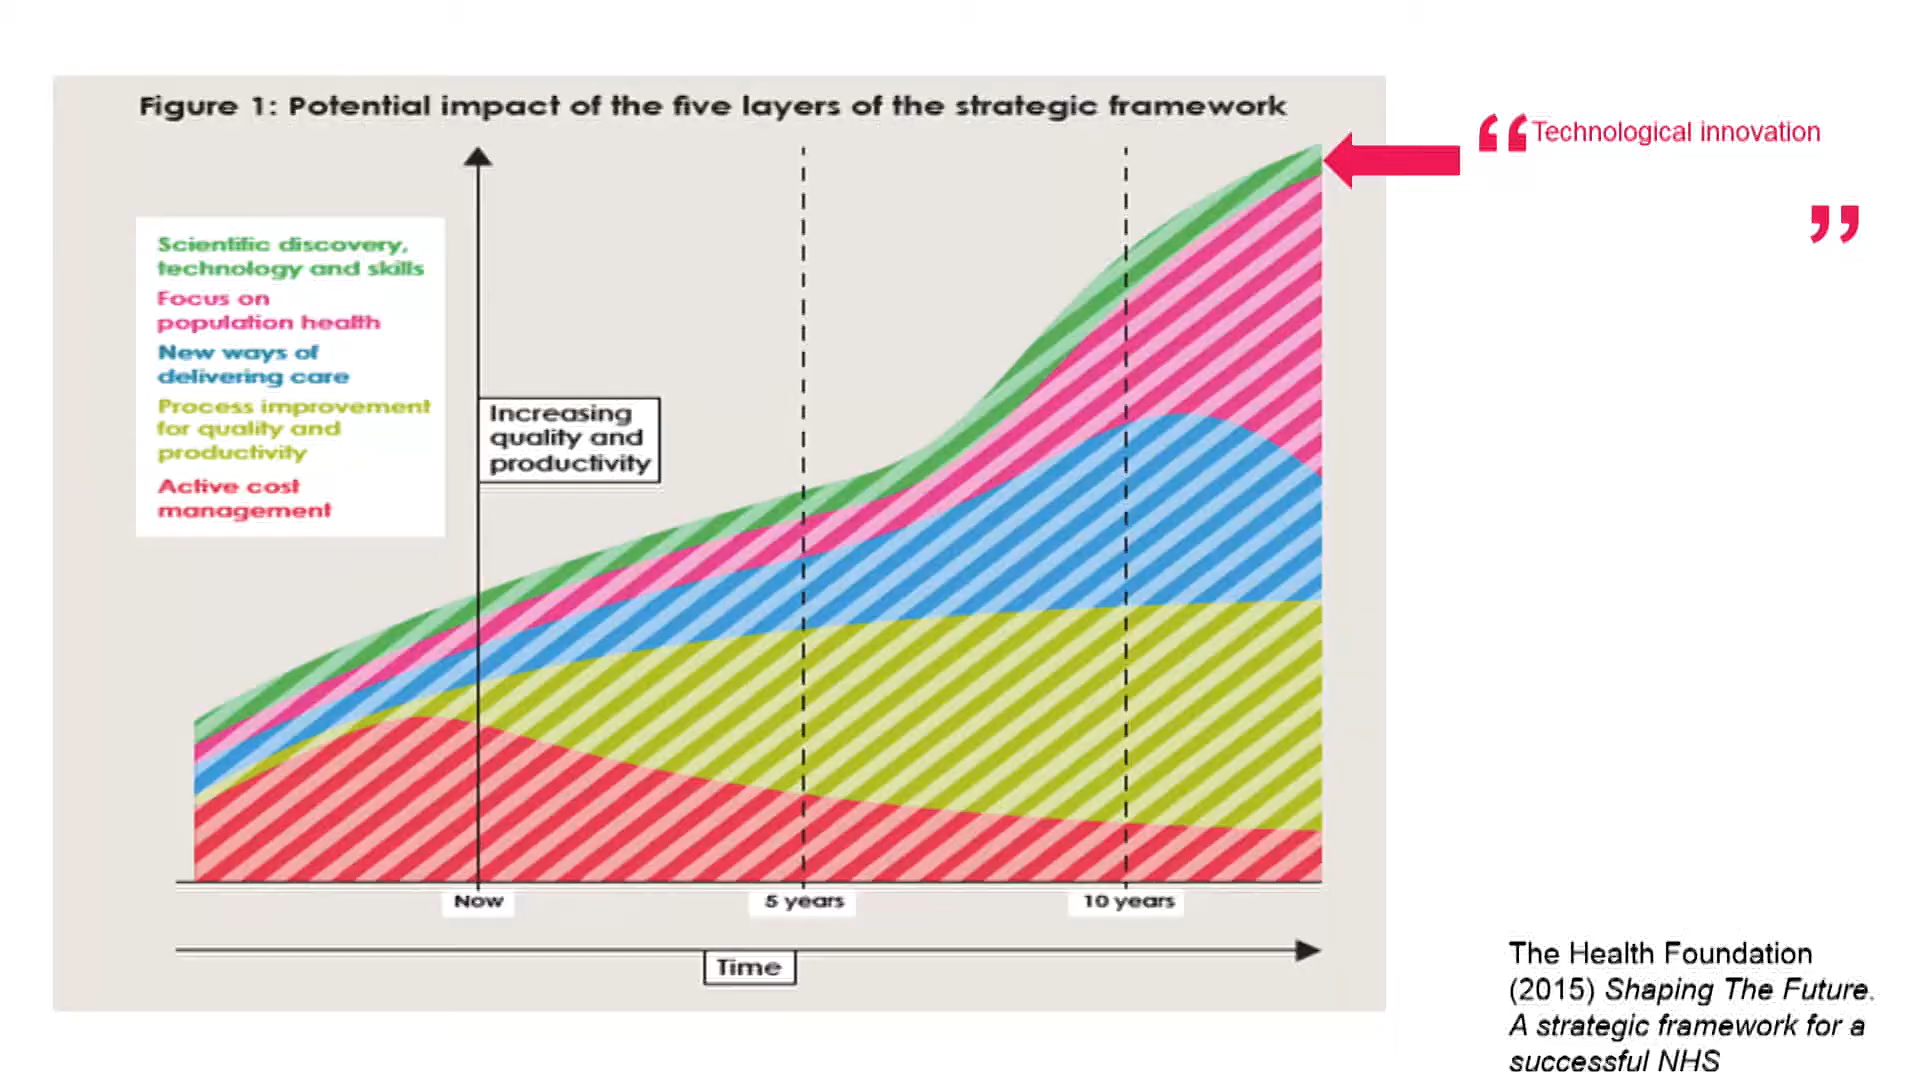 Figure 1: Potential impact of the five layers of the strategic framework
“Technological innovation
”
Scientific discovery,
technology and skills
Focus on
population health
New ways of
delivering care
Process improvement
for quality and
productivity
Active cost
management
Increasing
quality and
productivity
Now
5 years
10 years
Time
The Health Foundation
(2015) Shaping The Future.
A strategic framework for a
successful NHS